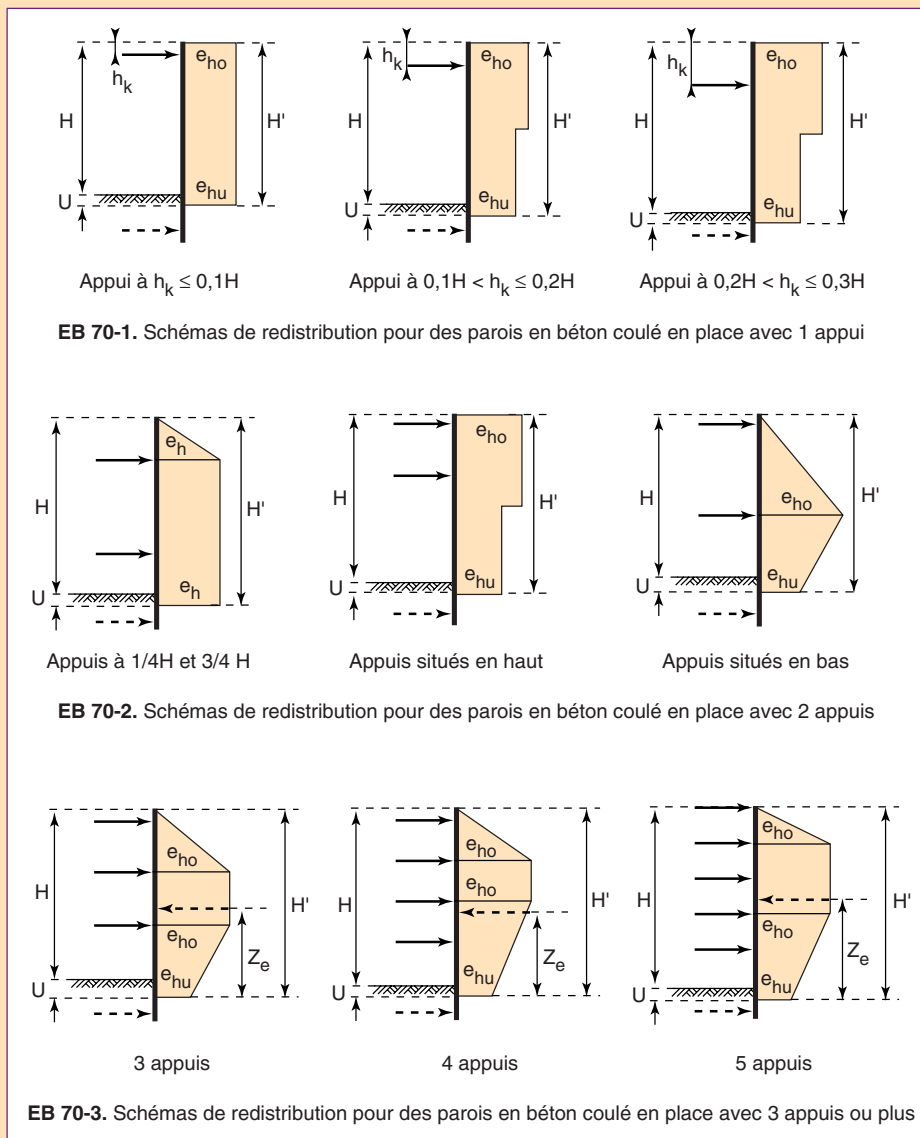 h_k
H
U
e_ho
e_hu
H'
h_k
H
U
e_ho
e_hu
H'
h_k
H
U
e_ho
e_hu
H'
Appui à h_k ≤ 0,1H
Appui à 0,1H < h_k ≤ 0,2H
Appui à 0,2H < h_k ≤ 0,3H
EB 70-1. Schémas de redistribution pour des parois en béton coulé en place avec 1 appui
H
U
e_h
e_h
H'
H
U
e_ho
e_hu
H'
H
U
e_ho
e_hu
H'
Appuis à 1/4H et 3/4 H
Appuis situés en haut
Appuis situés en bas
EB 70-2. Schémas de redistribution pour des parois en béton coulé en place avec 2 appuis
H
U
e_ho
e_ho
e_hu
Z_e
H'
H
U
e_ho
e_ho
e_hu
Z_e
H'
H
U
e_ho
e_ho
e_hu
Z_e
H'
3 appuis
4 appuis
5 appuis
EB 70-3. Schémas de redistribution pour des parois en béton coulé en place avec 3 appuis ou plus